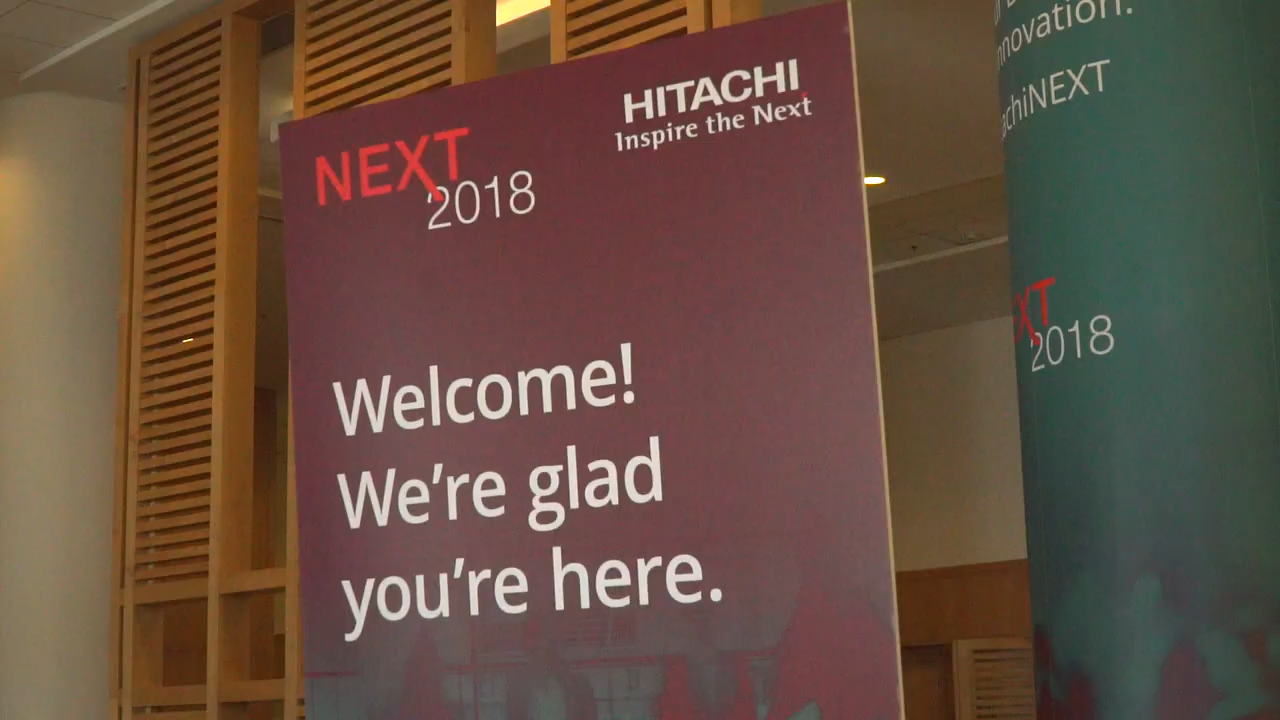 NEXT
2018
HITACHI
Inspire the Next
Welcome!
We're glad
you're here.
nnovation.
achiNEXT
XT
2018